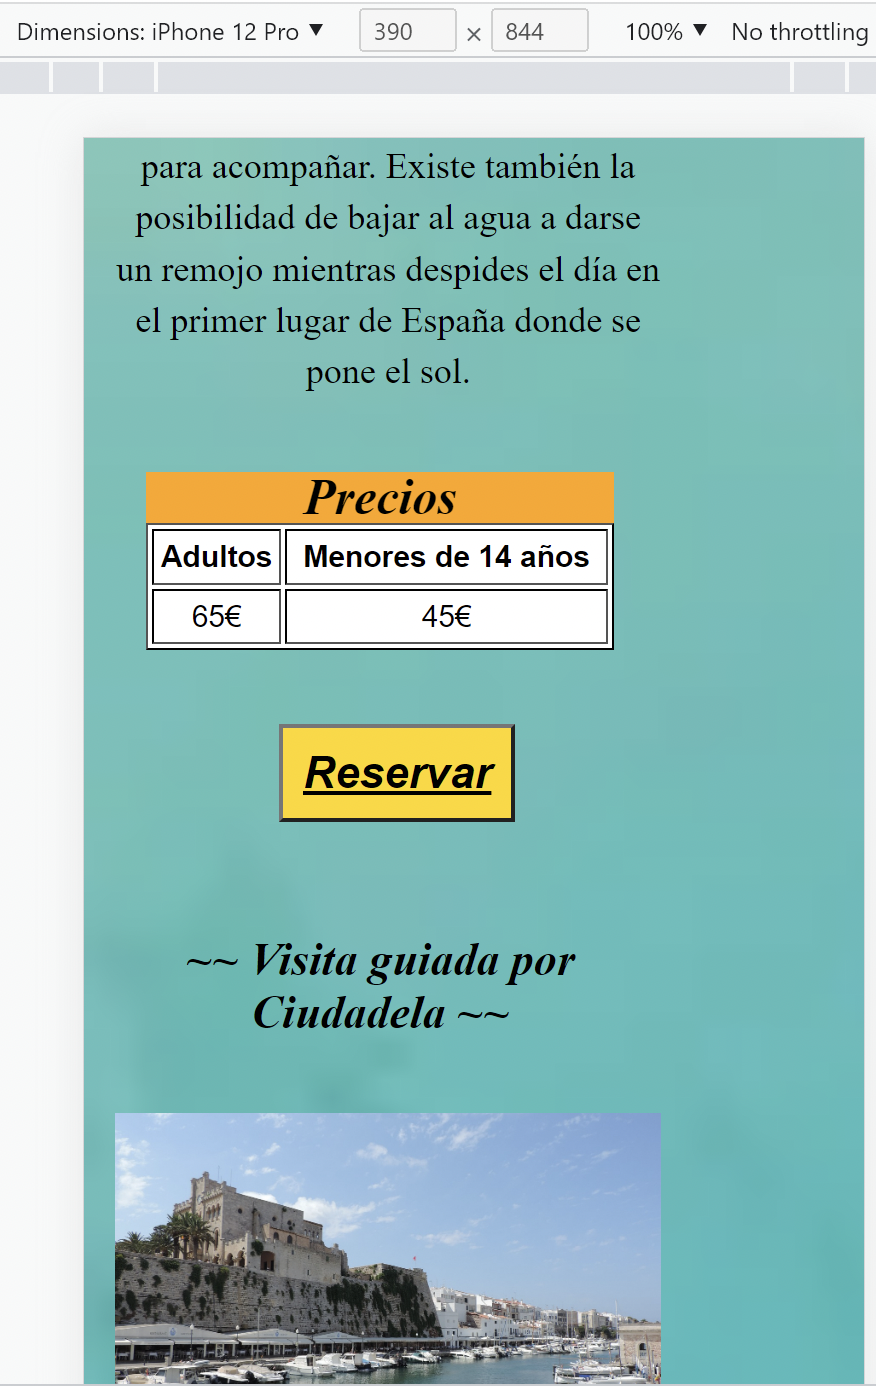 Dimensions: iPhone 12 Pro ▼ 390 × 844 100% ▼ No throttling
para acompañar. Existe también la
posibilidad de bajar al agua a darse
un remojo mientras despides el día en
el primer lugar de España donde se
pone el sol.
Precios
Adultos Menores de 14 años
65€ 45€
Reservar
~~ Visita guiada por
Ciudadela ~~